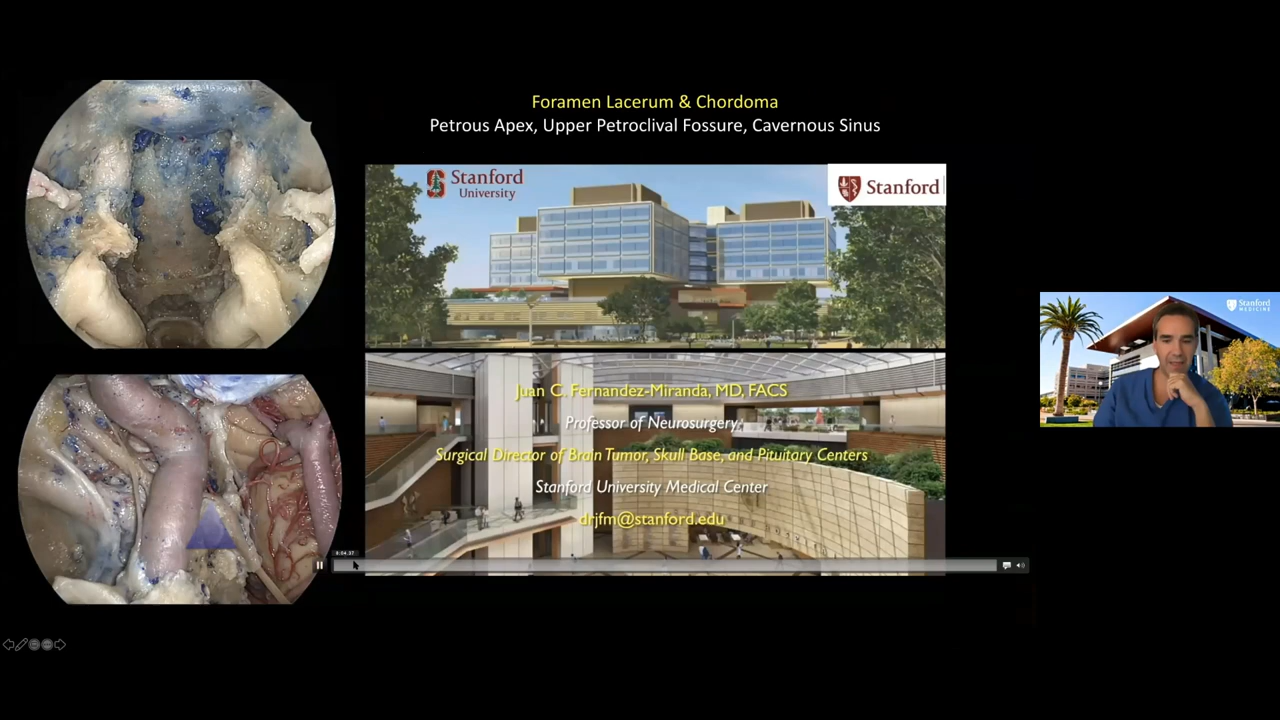 Foramen Lacerum & Chordoma
Petrous Apex, Upper Petroclival Fossure, Cavernous Sinus
Stanford
University
Stanford
Juan C. Fernandez-Miranda, MD, FACS
Professor of Neurosurgery,
Surgical Director of Brain Tumor, Skull Base, and Pituitary Centers
Stanford University Medical Center
drjfm@stanford.edu
Stanford
MEDICINE